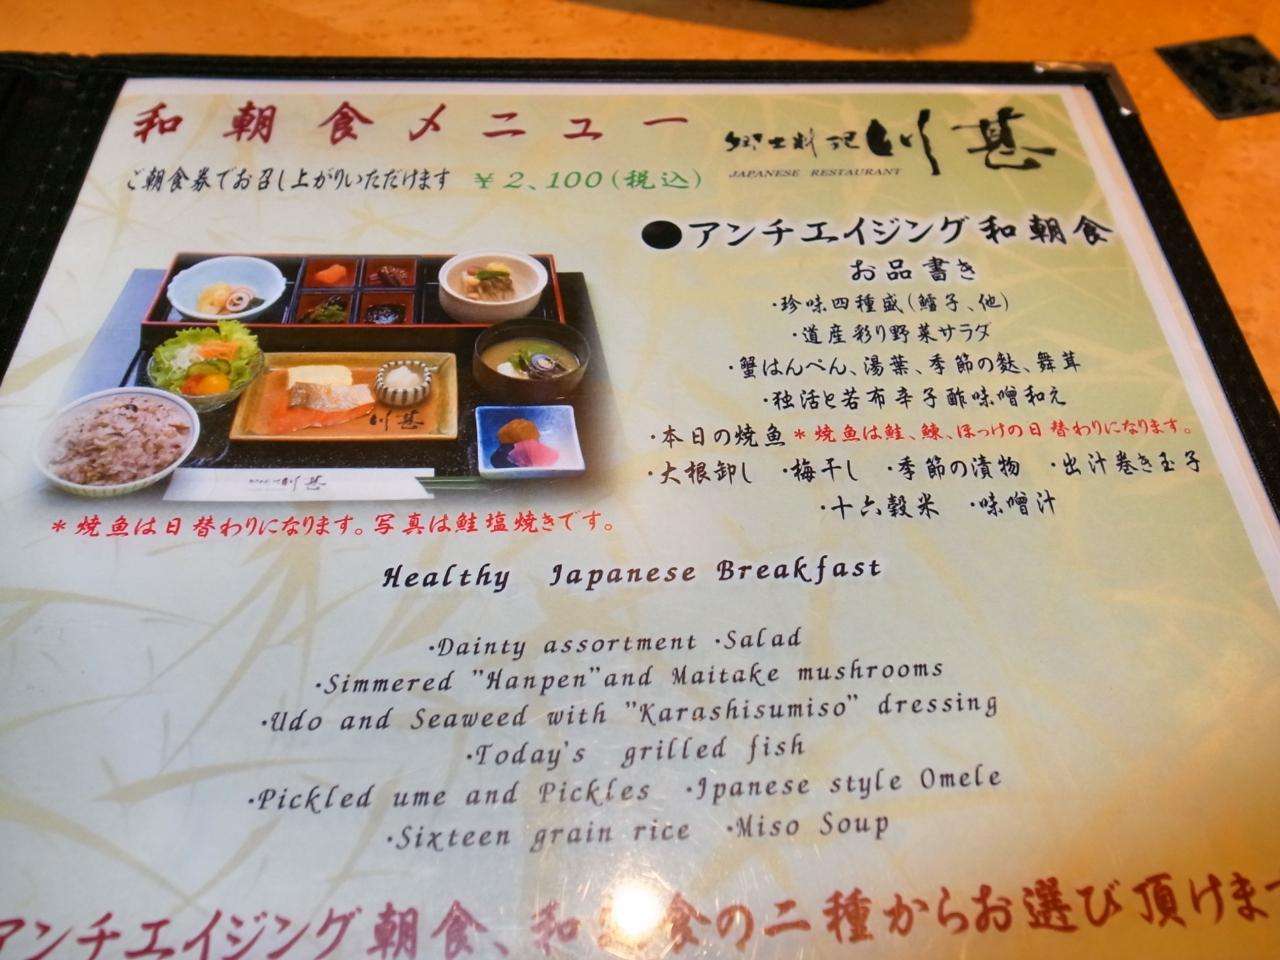 和朝食メニュー
郷土料理 川甚
JAPANESE RESTAURANT
ご朝食券でお召し上がりいただけます ￥2、100(税込)
●アンチエイジング和朝食
お品書き
・珍味四種盛(鱈子、他)
・道産彩り野菜サラダ
・蟹はんぺん、湯葉、季節の麩、舞茸
・独活と若布辛子酢味噌和え
・本日の焼魚＊焼魚は鮭、鰊、ほっけの日替わりになります。
・大根卸し ・梅干し ・季節の漬物 ・出汁巻き玉子
・十六穀米 ・味噌汁
川甚
川甚
＊焼魚は日替わりになります。写真は鮭塩焼きです。
Healthy Japanese Breakfast
・Dainty assortment ・Salad
・Simmered "Hanpen"and Maitake mushrooms
・Udo and Seaweed with "Karashisumiso" dressing
・Today's grilled fish
・Pickled ume and Pickles ・Jpanese style Omele
・Sixteen grain rice ・Miso Soup
アンチエイジング朝食、和 食の二種からお選び頂けま